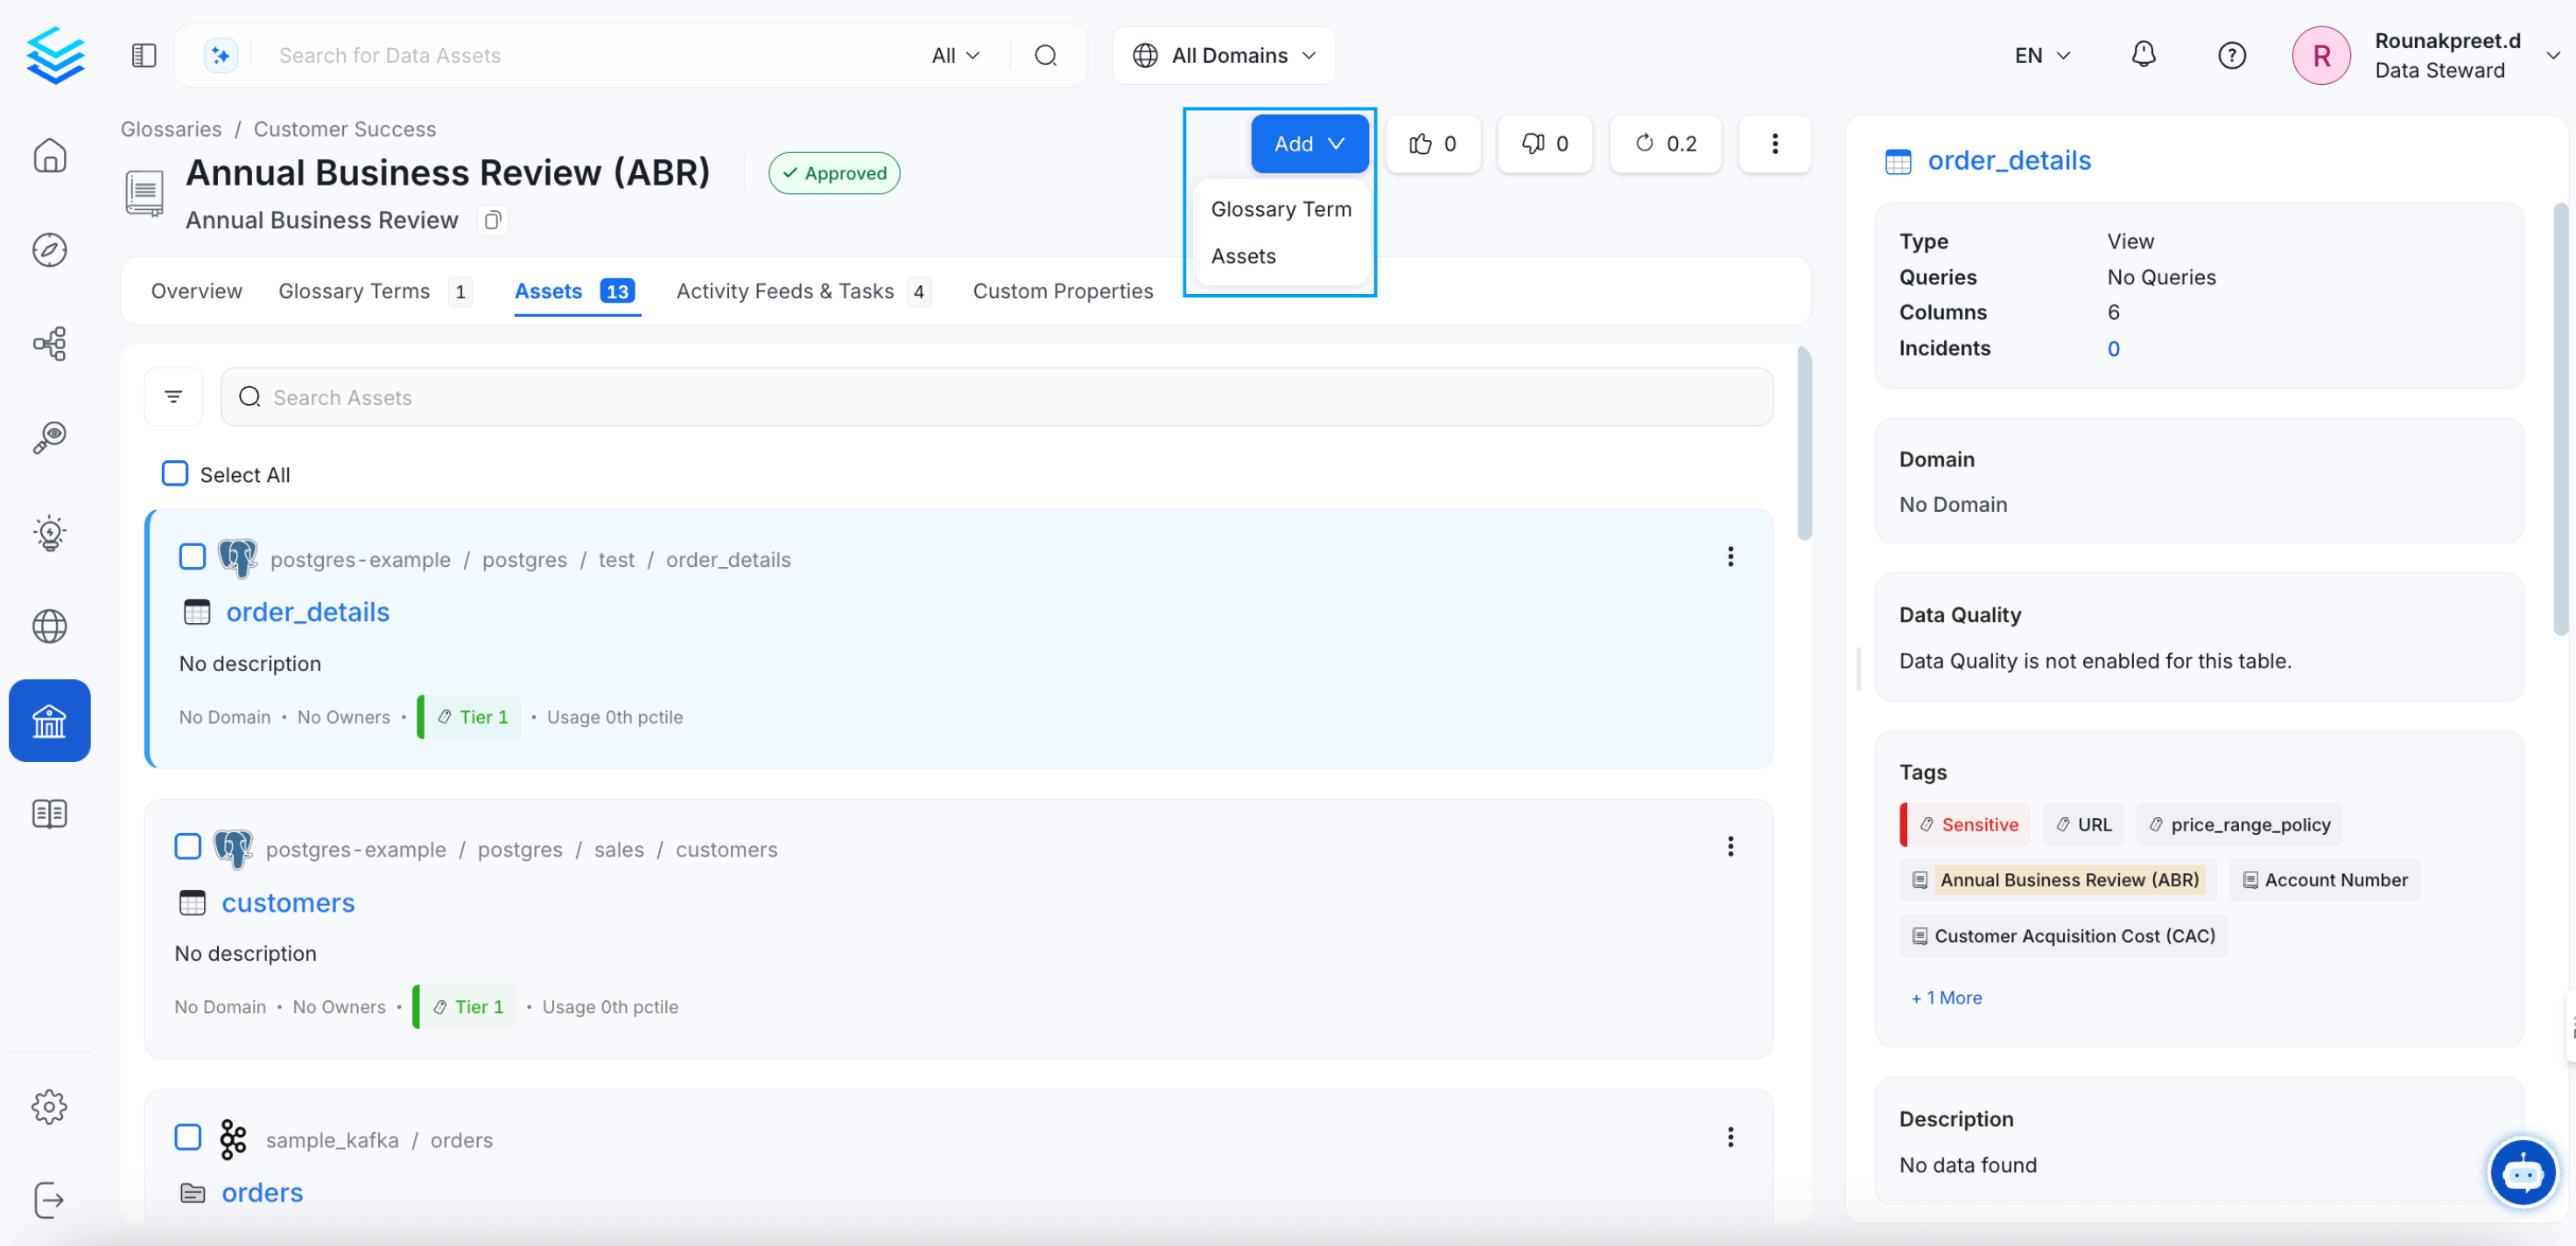 Search for Data Assets
All
All Domains
EN
R
Rounakpreet.d
Data Steward
Glossaries / Customer Success
Annual Business Review (ABR)
Approved
Annual Business Review
Add
0
0
0.2
Glossary Term
Assets
Overview
Glossary Terms 1
Assets 13
Activity Feeds & Tasks 4
Custom Properties
Search Assets
Select All
postgres-example / postgres / test / order_details
order_details
No description
No Domain • No Owners • Tier 1 • Usage 0th pctile
postgres-example / postgres / sales / customers
customers
No description
No Domain • No Owners • Tier 1 • Usage 0th pctile
sample_kafka / orders
orders
order_details
Type View
Queries No Queries
Columns 6
Incidents 0
Domain
No Domain
Data Quality
Data Quality is not enabled for this table.
Tags
Sensitive URL price_range_policy
Annual Business Review (ABR) Account Number
Customer Acquisition Cost (CAC)
+ 1 More
Description
No data found